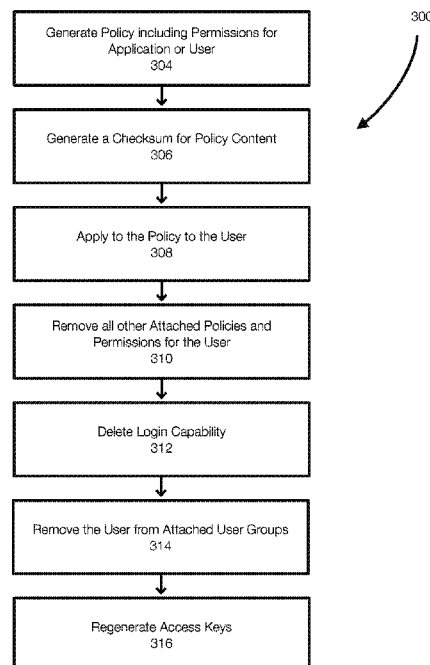 300
Generate Policy including Permissions for
Application or User
304
Generate a Checksum for Policy Content
306
Apply to the Policy to the User
308
Remove all other Attached Policies and
Permissions for the User
310
Delete Login Capability
312
Remove the User from Attached User Groups
314
Regenerate Access Keys
316